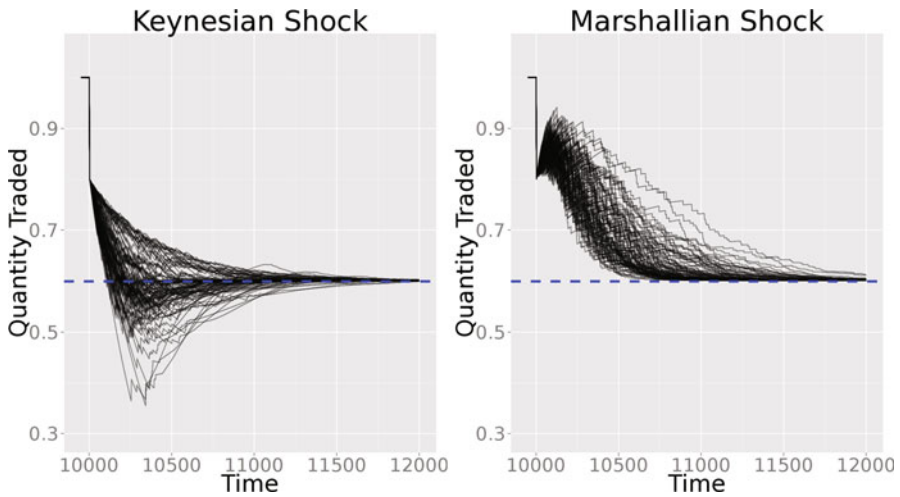 Keynesian Shock
Marshallian Shock
Quantity Traded
0.9
0.7
0.5
0.3
10000 10500 11000 11500 12000
Time
Quantity Traded
0.9
0.7
0.5
0.3
10000 10500 11000 11500 12000
Time